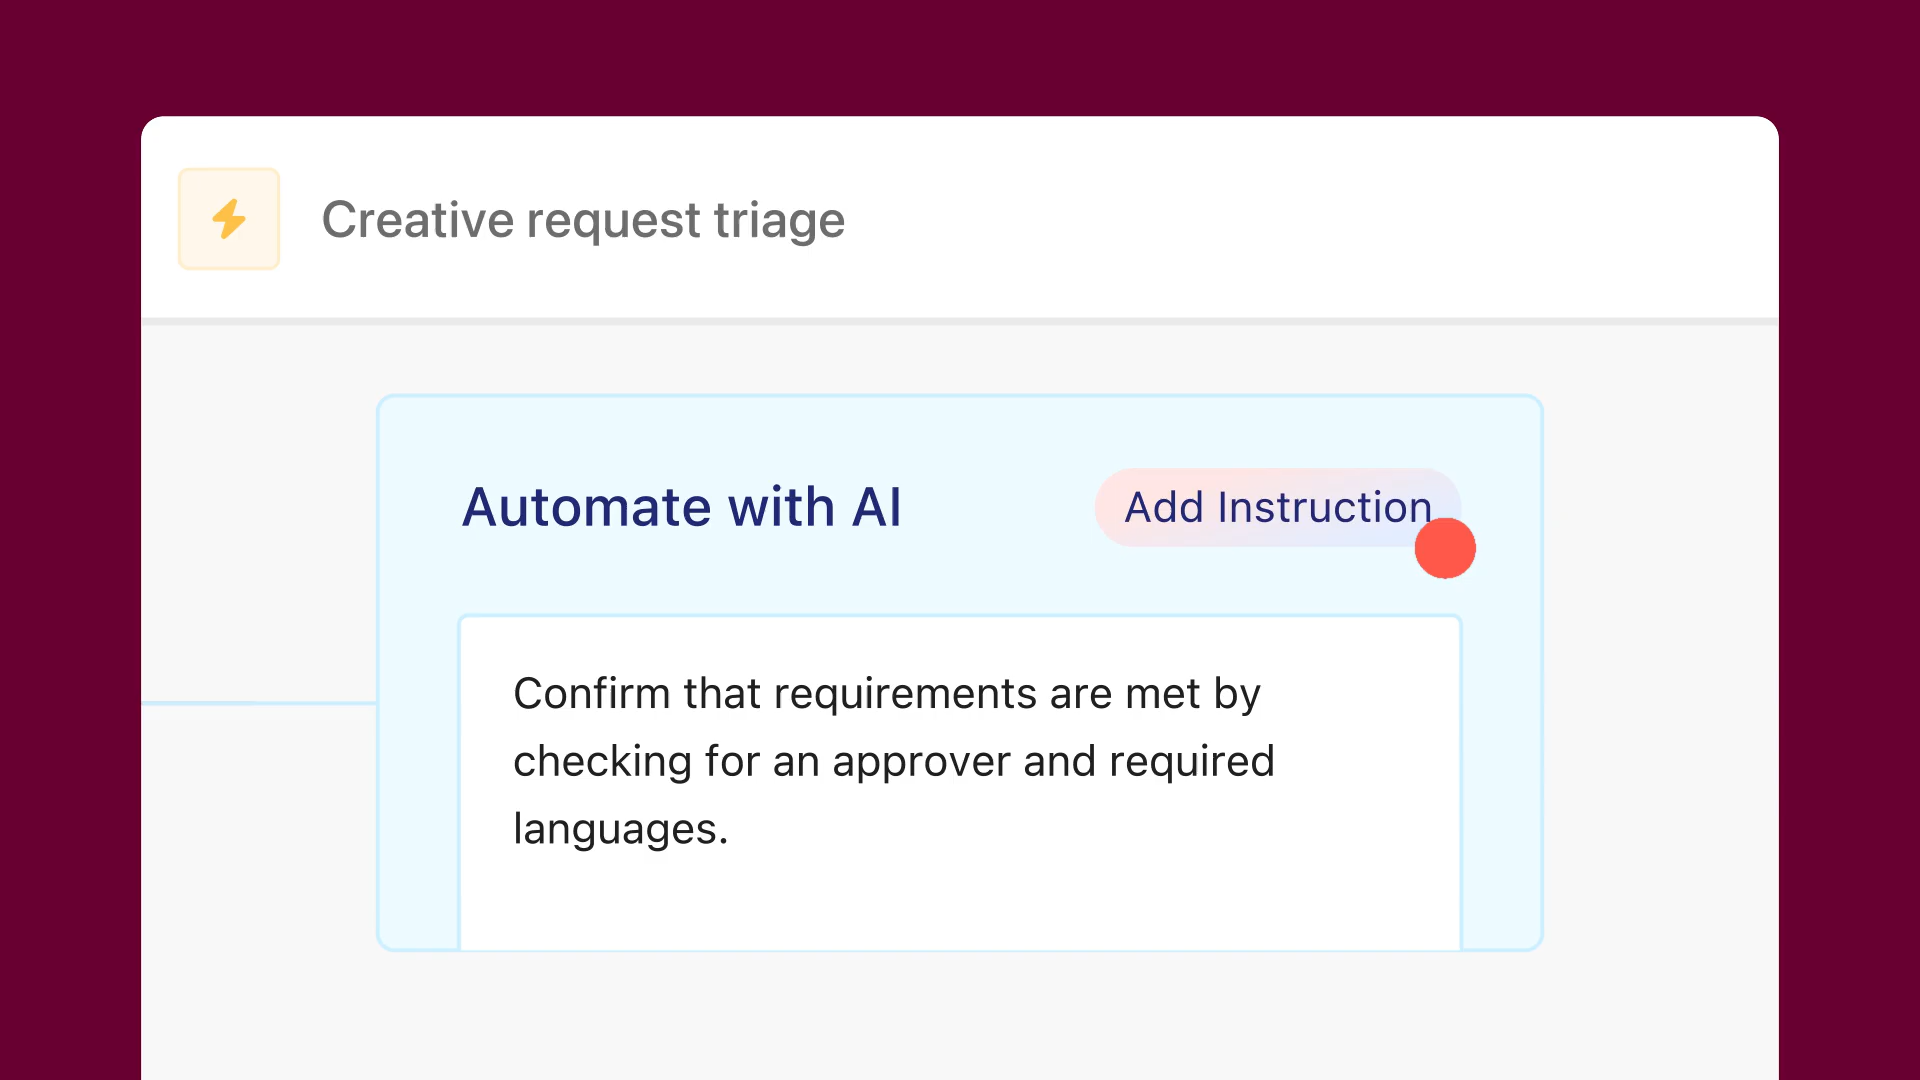 Creative request triage
Automate with AI
Add Instruction
Confirm that requirements are met by
checking for an approver and required
languages.